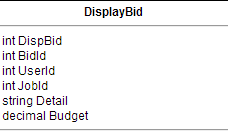 DisplayBid
int DispBid
int BidId
int UserId
int JobId
string Detail
decimal Budget